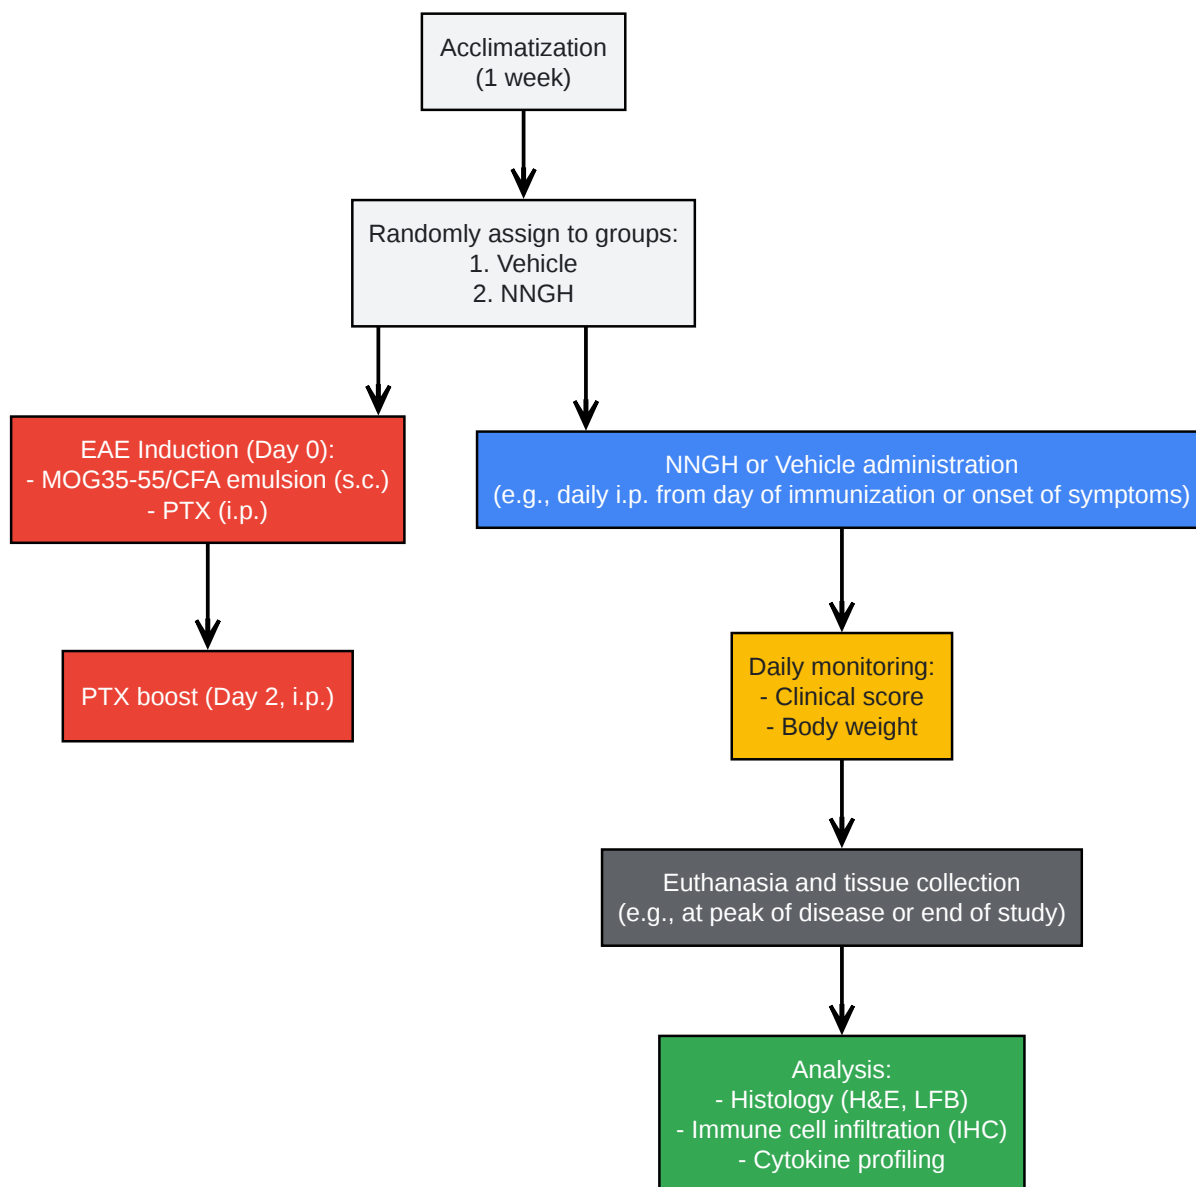 Acclimatization
(1 week)
Randomly assign to groups:
1. Vehicle
2. NNGH
EAE Induction (Day 0):
- MOG35-55/CFA emulsion (s.c.)
- PTX (i.p.)
NNGH or Vehicle administration
(e.g., daily i.p. from day of immunization or onset of symptoms)
PTX boost (Day 2, i.p.)
Daily monitoring:
- Clinical score
- Body weight
Euthanasia and tissue collection
(e.g., at peak of disease or end of study)
Analysis:
- Histology (H&E, LFB)
- Immune cell infiltration (IHC)
- Cytokine profiling